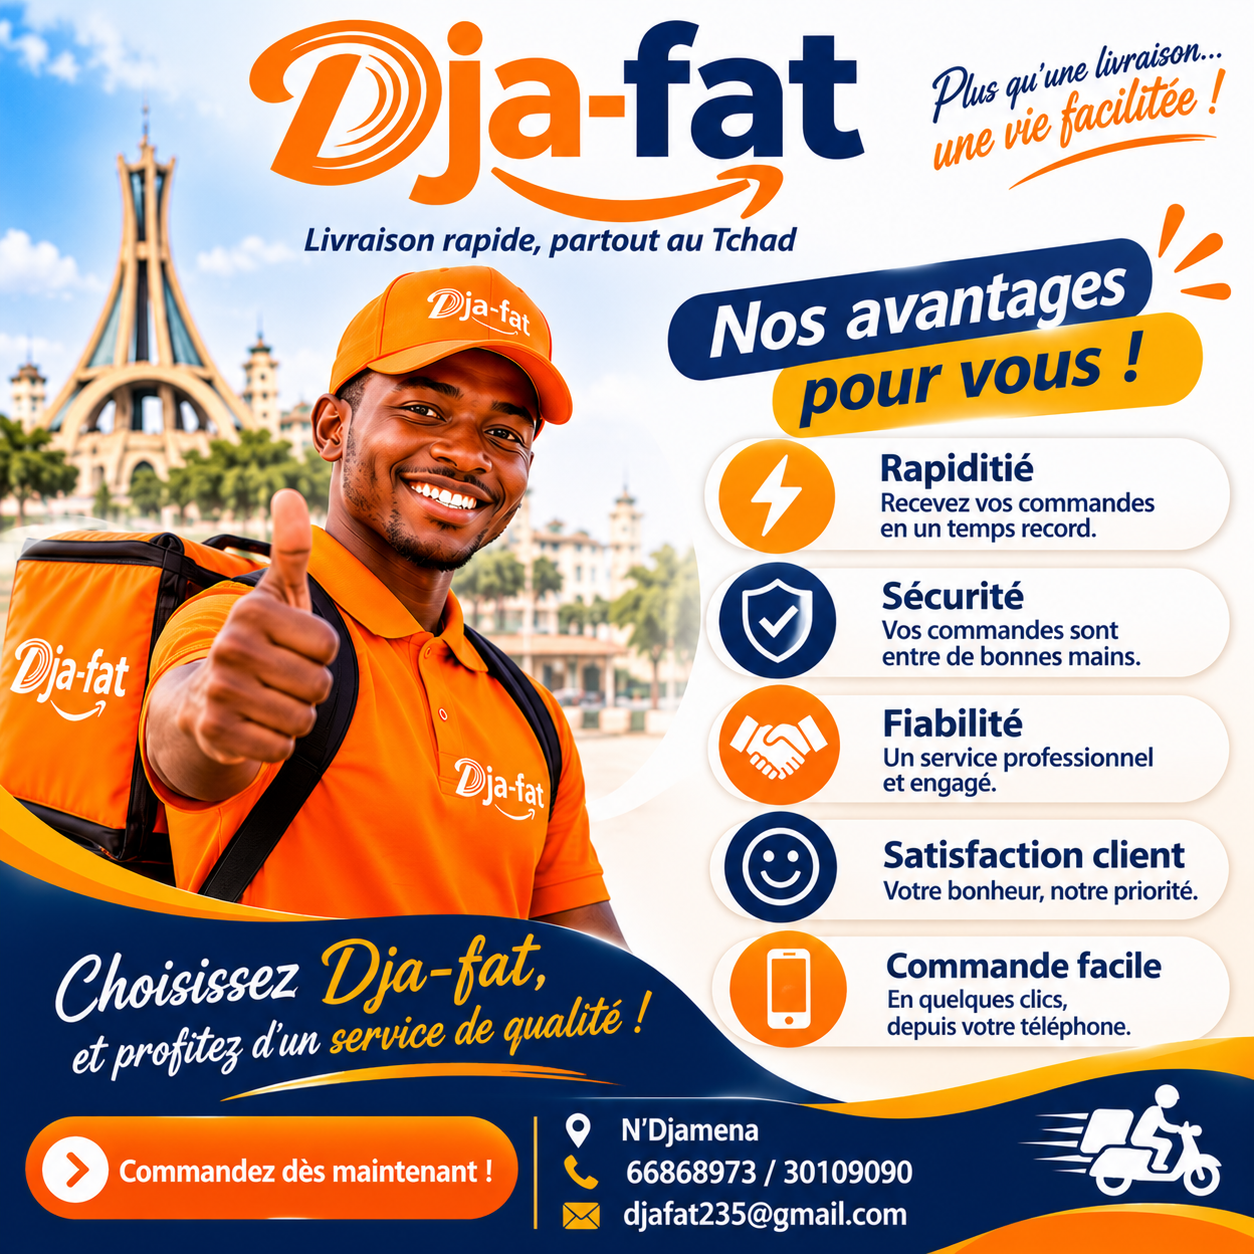 Dja-fat
Livraison rapide, partout au Tchad
Plus qu'une livraison...
une vie facilitée !
Nos avantages
pour vous !
Dja-fat
Dja-fat
Dja-fat
Rapiditié
Recevez vos commandes
en un temps record.
Sécurité
Vos commandes sont
entre de bonnes mains.
Fiabilité
Un service professionnel
et engagé.
Satisfaction client
Votre bonheur, notre priorité.
Commande facile
En quelques clics,
depuis votre téléphone.
Choisissez Dja-fat,
et profitez d'un service de qualité !
Commandez dès maintenant !
N'Djamena
66868973 / 30109090
djafat235@gmail.com